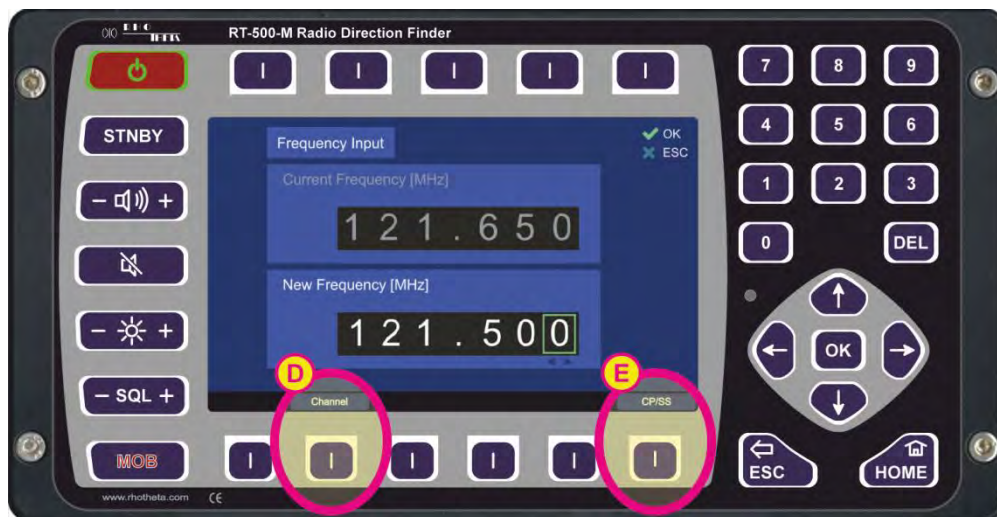 RHO
THETA
RT-500-M Radio Direction Finder
I I I I I
7 8 9
STNBY
Frequency Input
OK
ESC
4 5 6
Current Frequency [MHz]
121.650
1 2 3
- +
0 DEL
New Frequency [MHz]
121.500
- +
OK
D E
- SQL +
Channel CP/SS
MOB
I I I I I I
ESC HOME
www.rhotheta.com CE